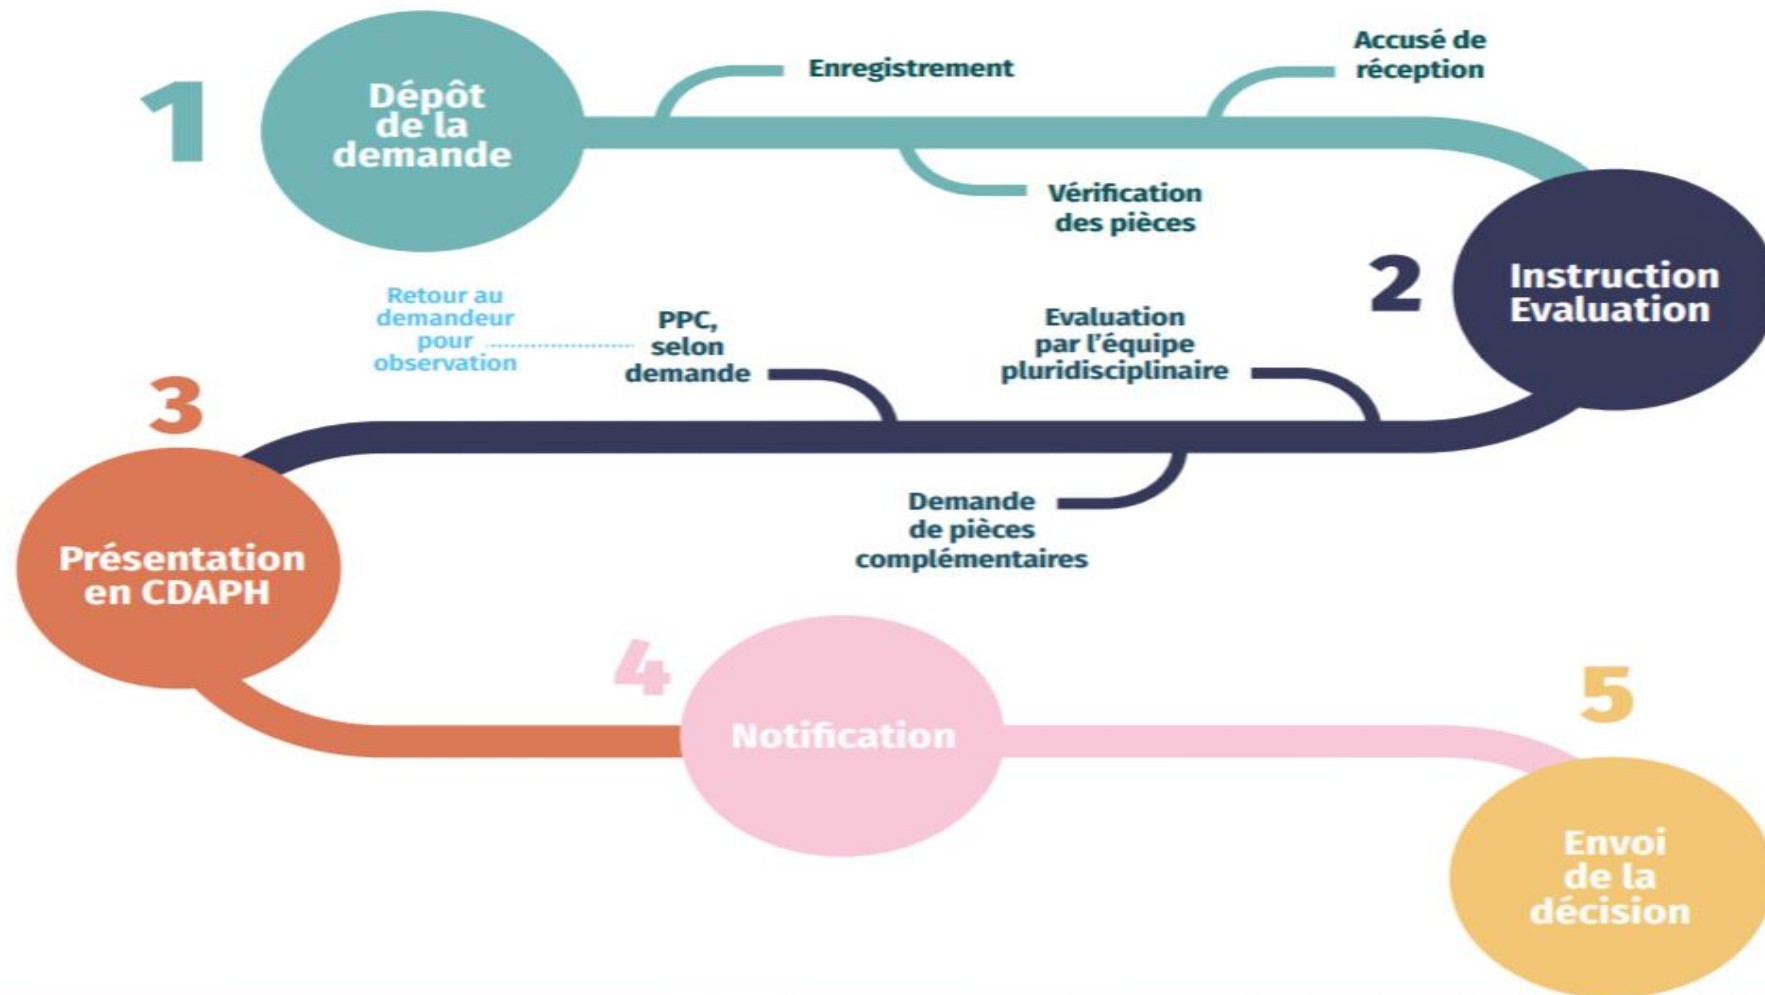 1
Dépôt
de la
demande
Enregistrement
Vérification
des pièces
Accusé de
réception
2
Instruction
Evaluation
Evaluation
par l'équipe
pluridisciplinaire
Demande
de pièces
complémentaires
PPC,
selon
demande
Retour au
demandeur
pour
observation
3
Présentation
en CDAPH
4
Notification
5
Envoi
de la
décision